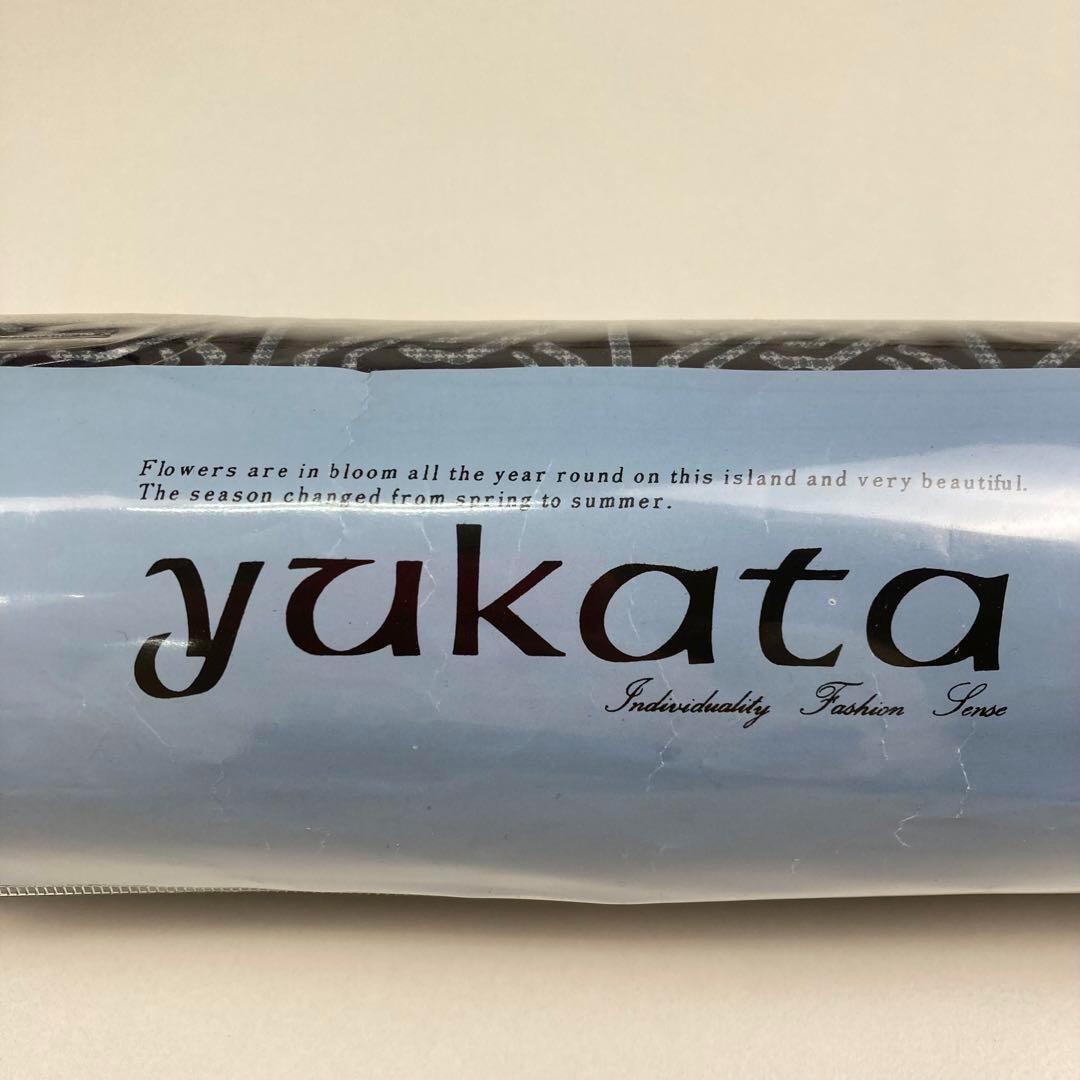 Flowers are in bloom all the year round on this island and very beautiful.
The season changed from spring to summer.
yukata
Individuality Fashion Sense